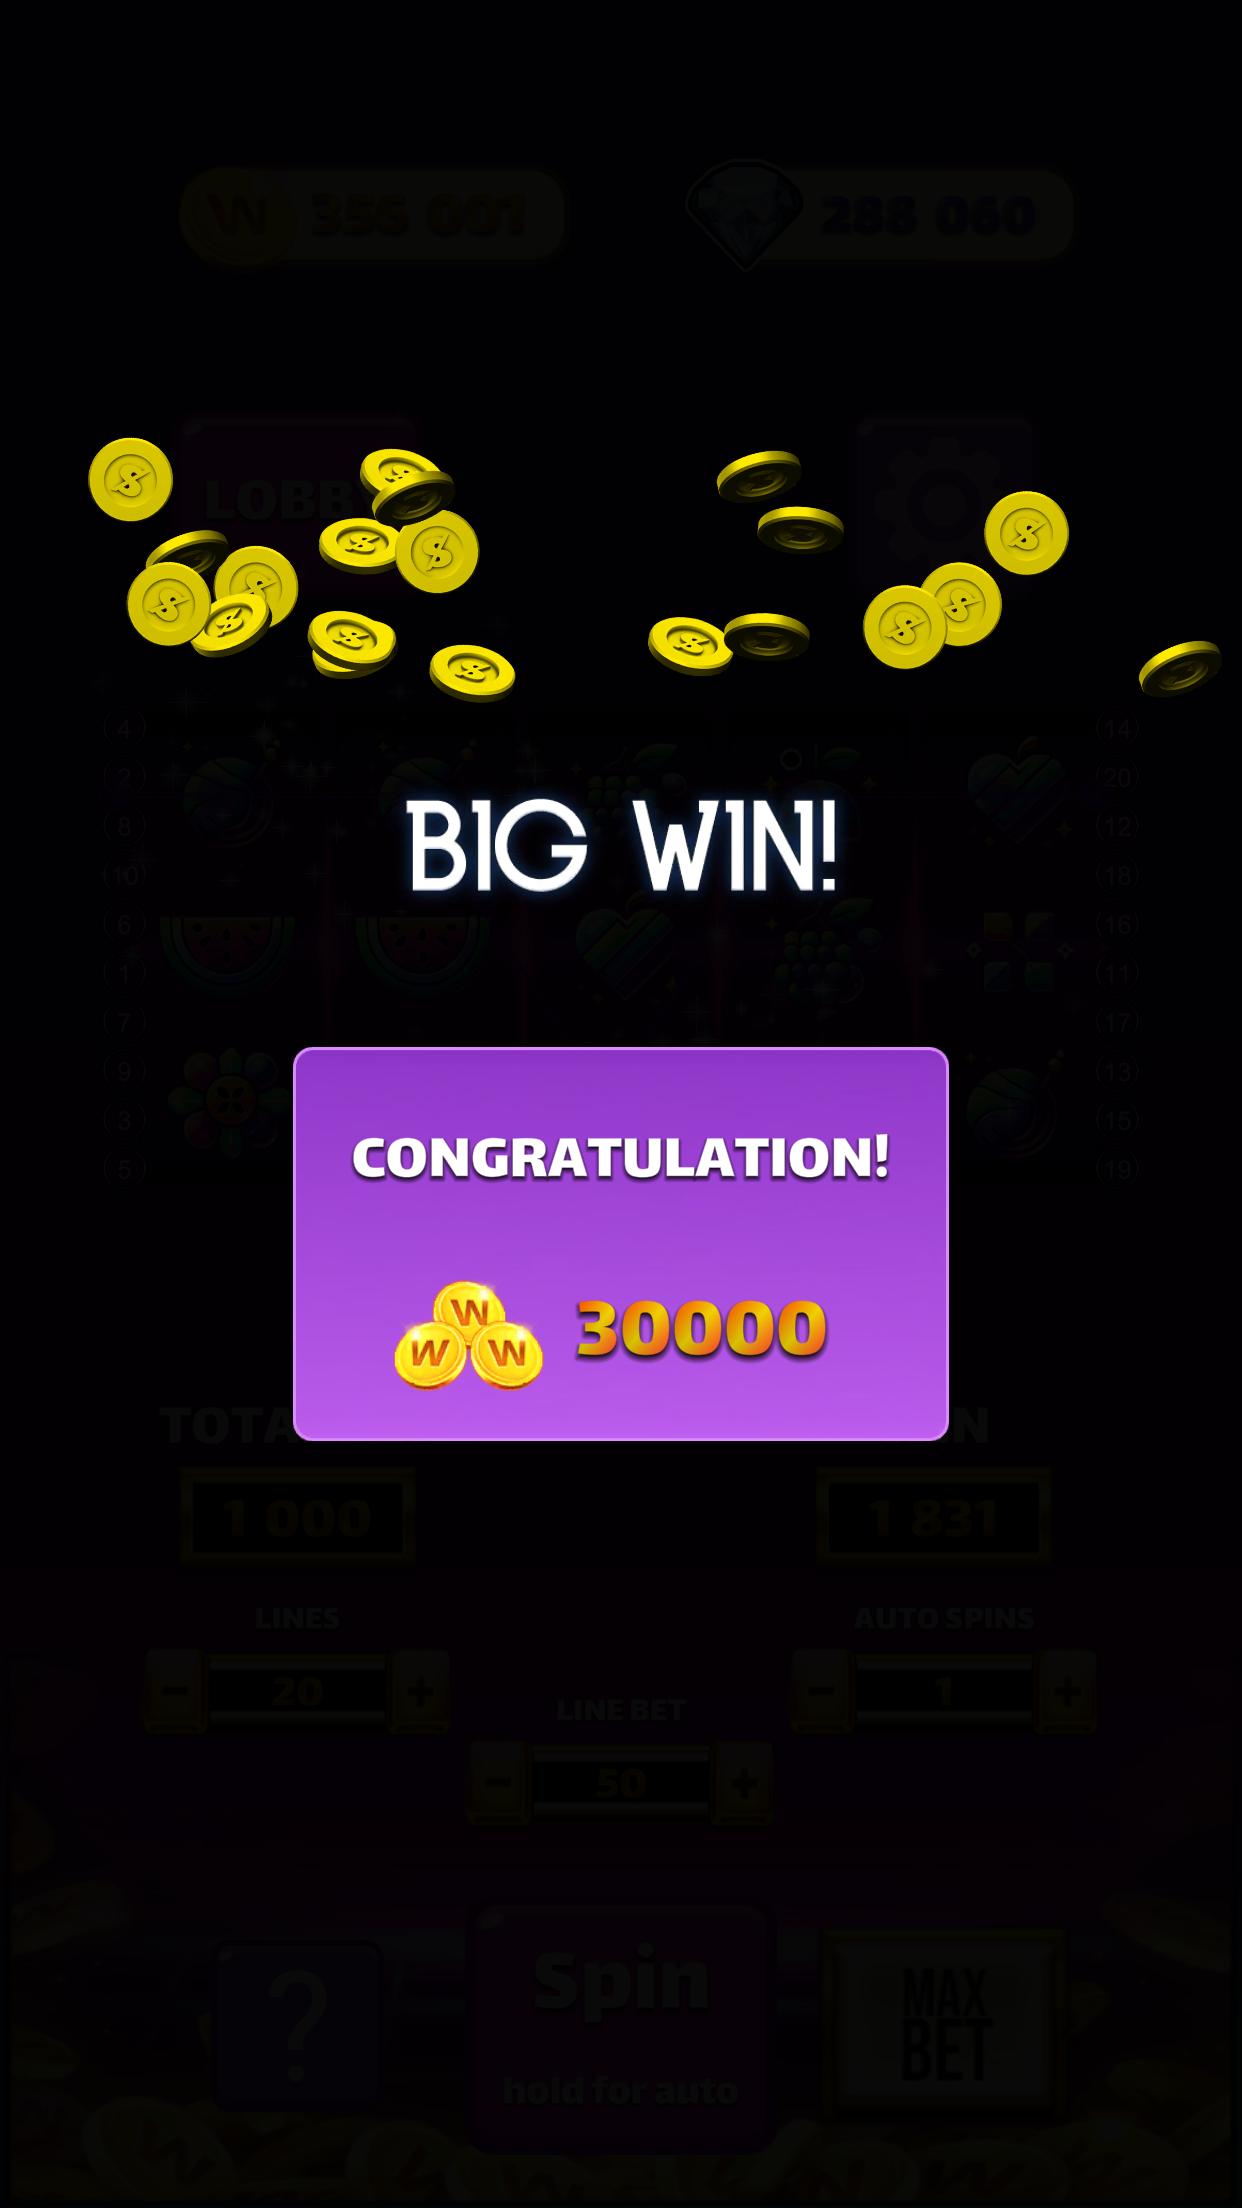 W 356 001 288 060
LOBB
(4) (14)
(2) (20)
(8) (12)
(10) (18)
BIG WIN!
(6) (16)
(1) (11)
(7) (17)
(9) (13)
(3) (15)
(5) (19)
CONGRATULATION!
W W W 30000
TOTA N
1 000 1 831
LINES AUTO SPINS
- 20 + - 1 +
LINE BET
- 50 +
? Spin MAX
BET
hold for auto